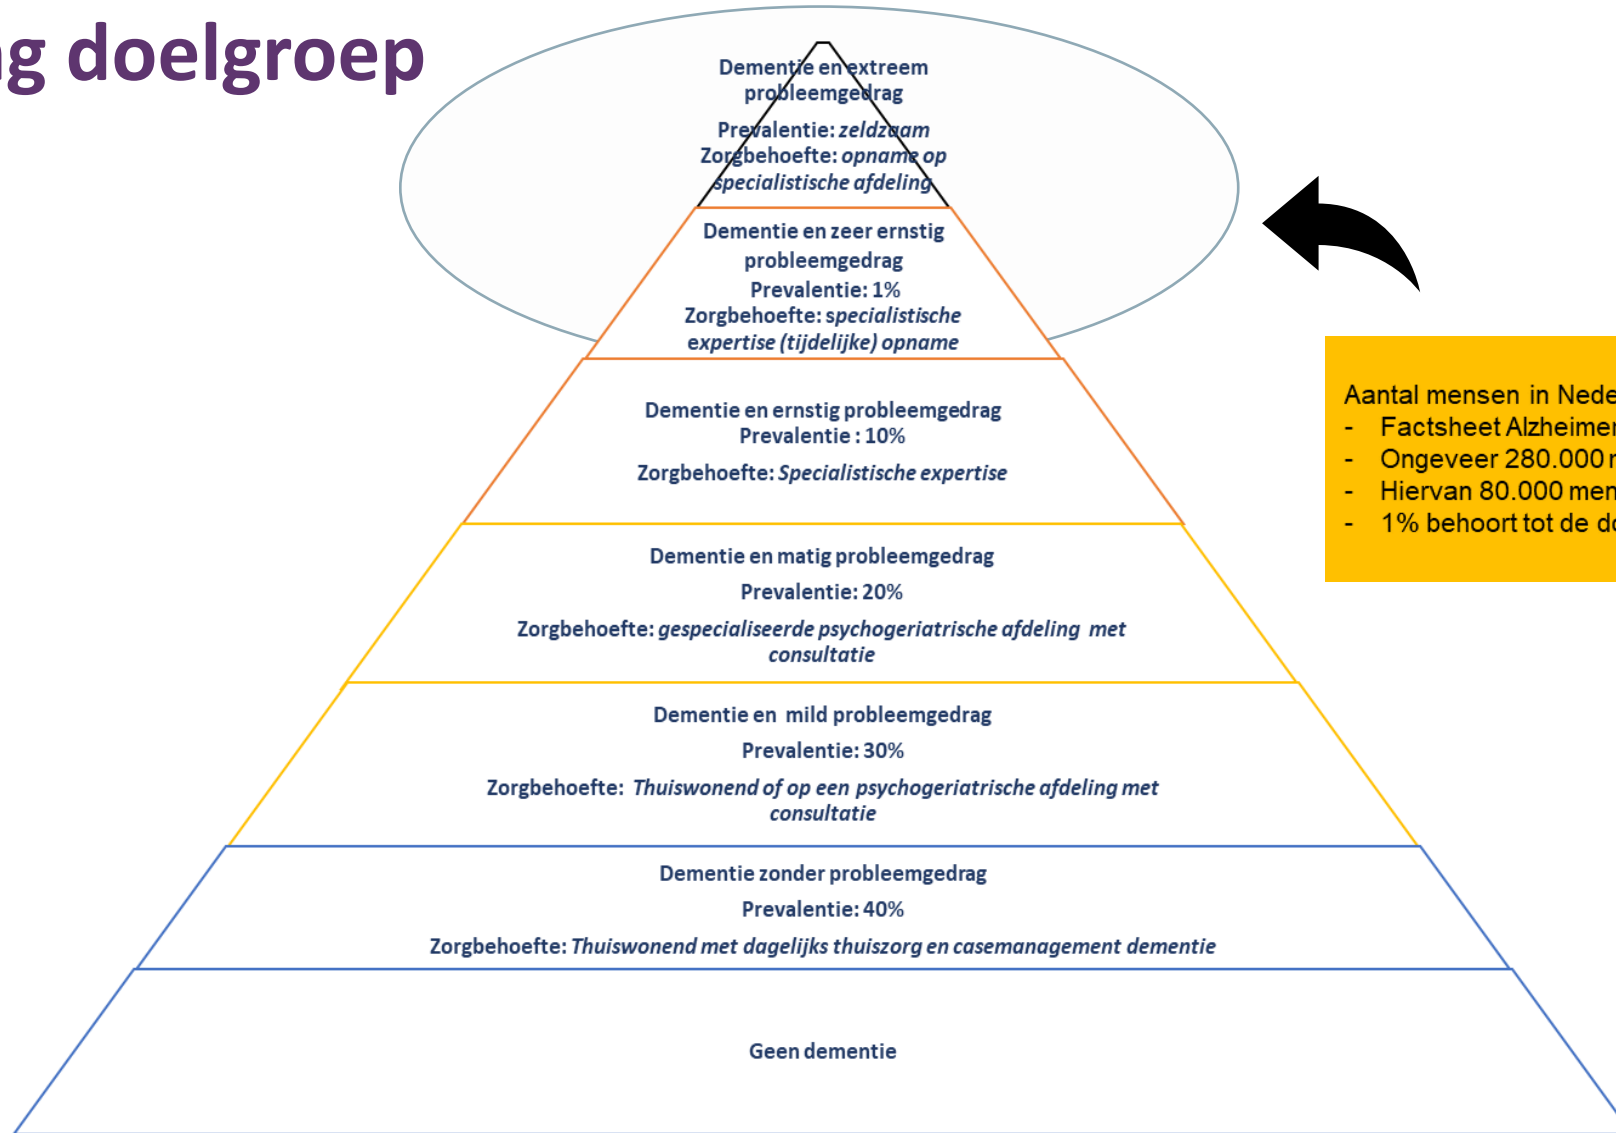 ng doelgroep
Dementie en extreem
probleemgedrag
Prevalentie: zeldzaam
Zorgbehoefte: opname op
specialistische afdeling
Dementie en zeer ernstig
probleemgedrag
Prevalentie: 1%
Zorgbehoefte: specialistische
expertise (tijdelijke) opname
Dementie en ernstig probleemgedrag
Prevalentie : 10%
Zorgbehoefte: Specialistische expertise
Dementie en matig probleemgedrag
Prevalentie: 20%
Zorgbehoefte: gespecialiseerde psychogeriatrische afdeling met
consultatie
Dementie en mild probleemgedrag
Prevalentie: 30%
Zorgbehoefte: Thuiswonend of op een psychogeriatrische afdeling met
consultatie
Dementie zonder probleemgedrag
Prevalentie: 40%
Zorgbehoefte: Thuiswonend met dagelijks thuiszorg en casemanagement dementie
Geen dementie
Aantal mensen in Nede
- Factsheet Alzheimer
- Ongeveer 280.000
- Hiervan 80.000 men
- 1% behoort tot de do